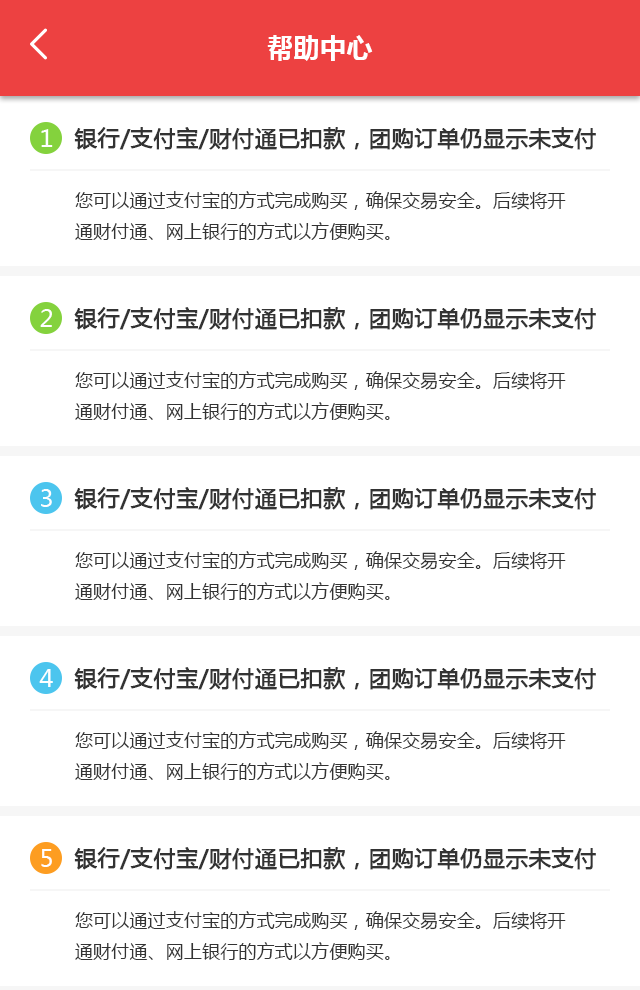 帮助中心
1 银行/支付宝/财付通已扣款，团购订单仍显示未支付
您可以通过支付宝的方式完成购买，确保交易安全。后续将开
通财付通、网上银行的方式以方便购买。
2 银行/支付宝/财付通已扣款，团购订单仍显示未支付
您可以通过支付宝的方式完成购买，确保交易安全。后续将开
通财付通、网上银行的方式以方便购买。
3 银行/支付宝/财付通已扣款，团购订单仍显示未支付
您可以通过支付宝的方式完成购买，确保交易安全。后续将开
通财付通、网上银行的方式以方便购买。
4 银行/支付宝/财付通已扣款，团购订单仍显示未支付
您可以通过支付宝的方式完成购买，确保交易安全。后续将开
通财付通、网上银行的方式以方便购买。
5 银行/支付宝/财付通已扣款，团购订单仍显示未支付
您可以通过支付宝的方式完成购买，确保交易安全。后续将开
通财付通、网上银行的方式以方便购买。